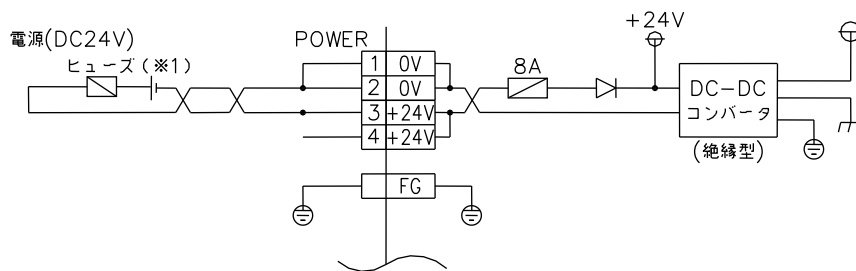 +24V
電源(DC24V)
POWER
ヒューズ(※1)
8A
1 0V
2 0V
3 +24V
4 +24V
DC-DC
コンバータ
(絶縁型)
FG